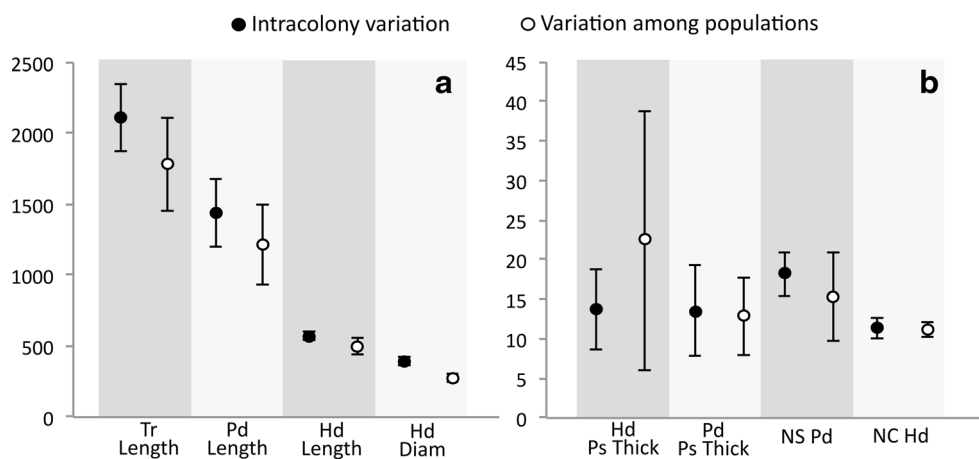 Intracolony variation
Variation among populations
a
2500
2000
1500
1000
500
0
Tr Length
Pd Length
Hd Length
Hd Diam
b
45
40
35
30
25
20
15
10
5
0
Hd Ps Thick
Pd Ps Thick
NS Pd
NC Hd